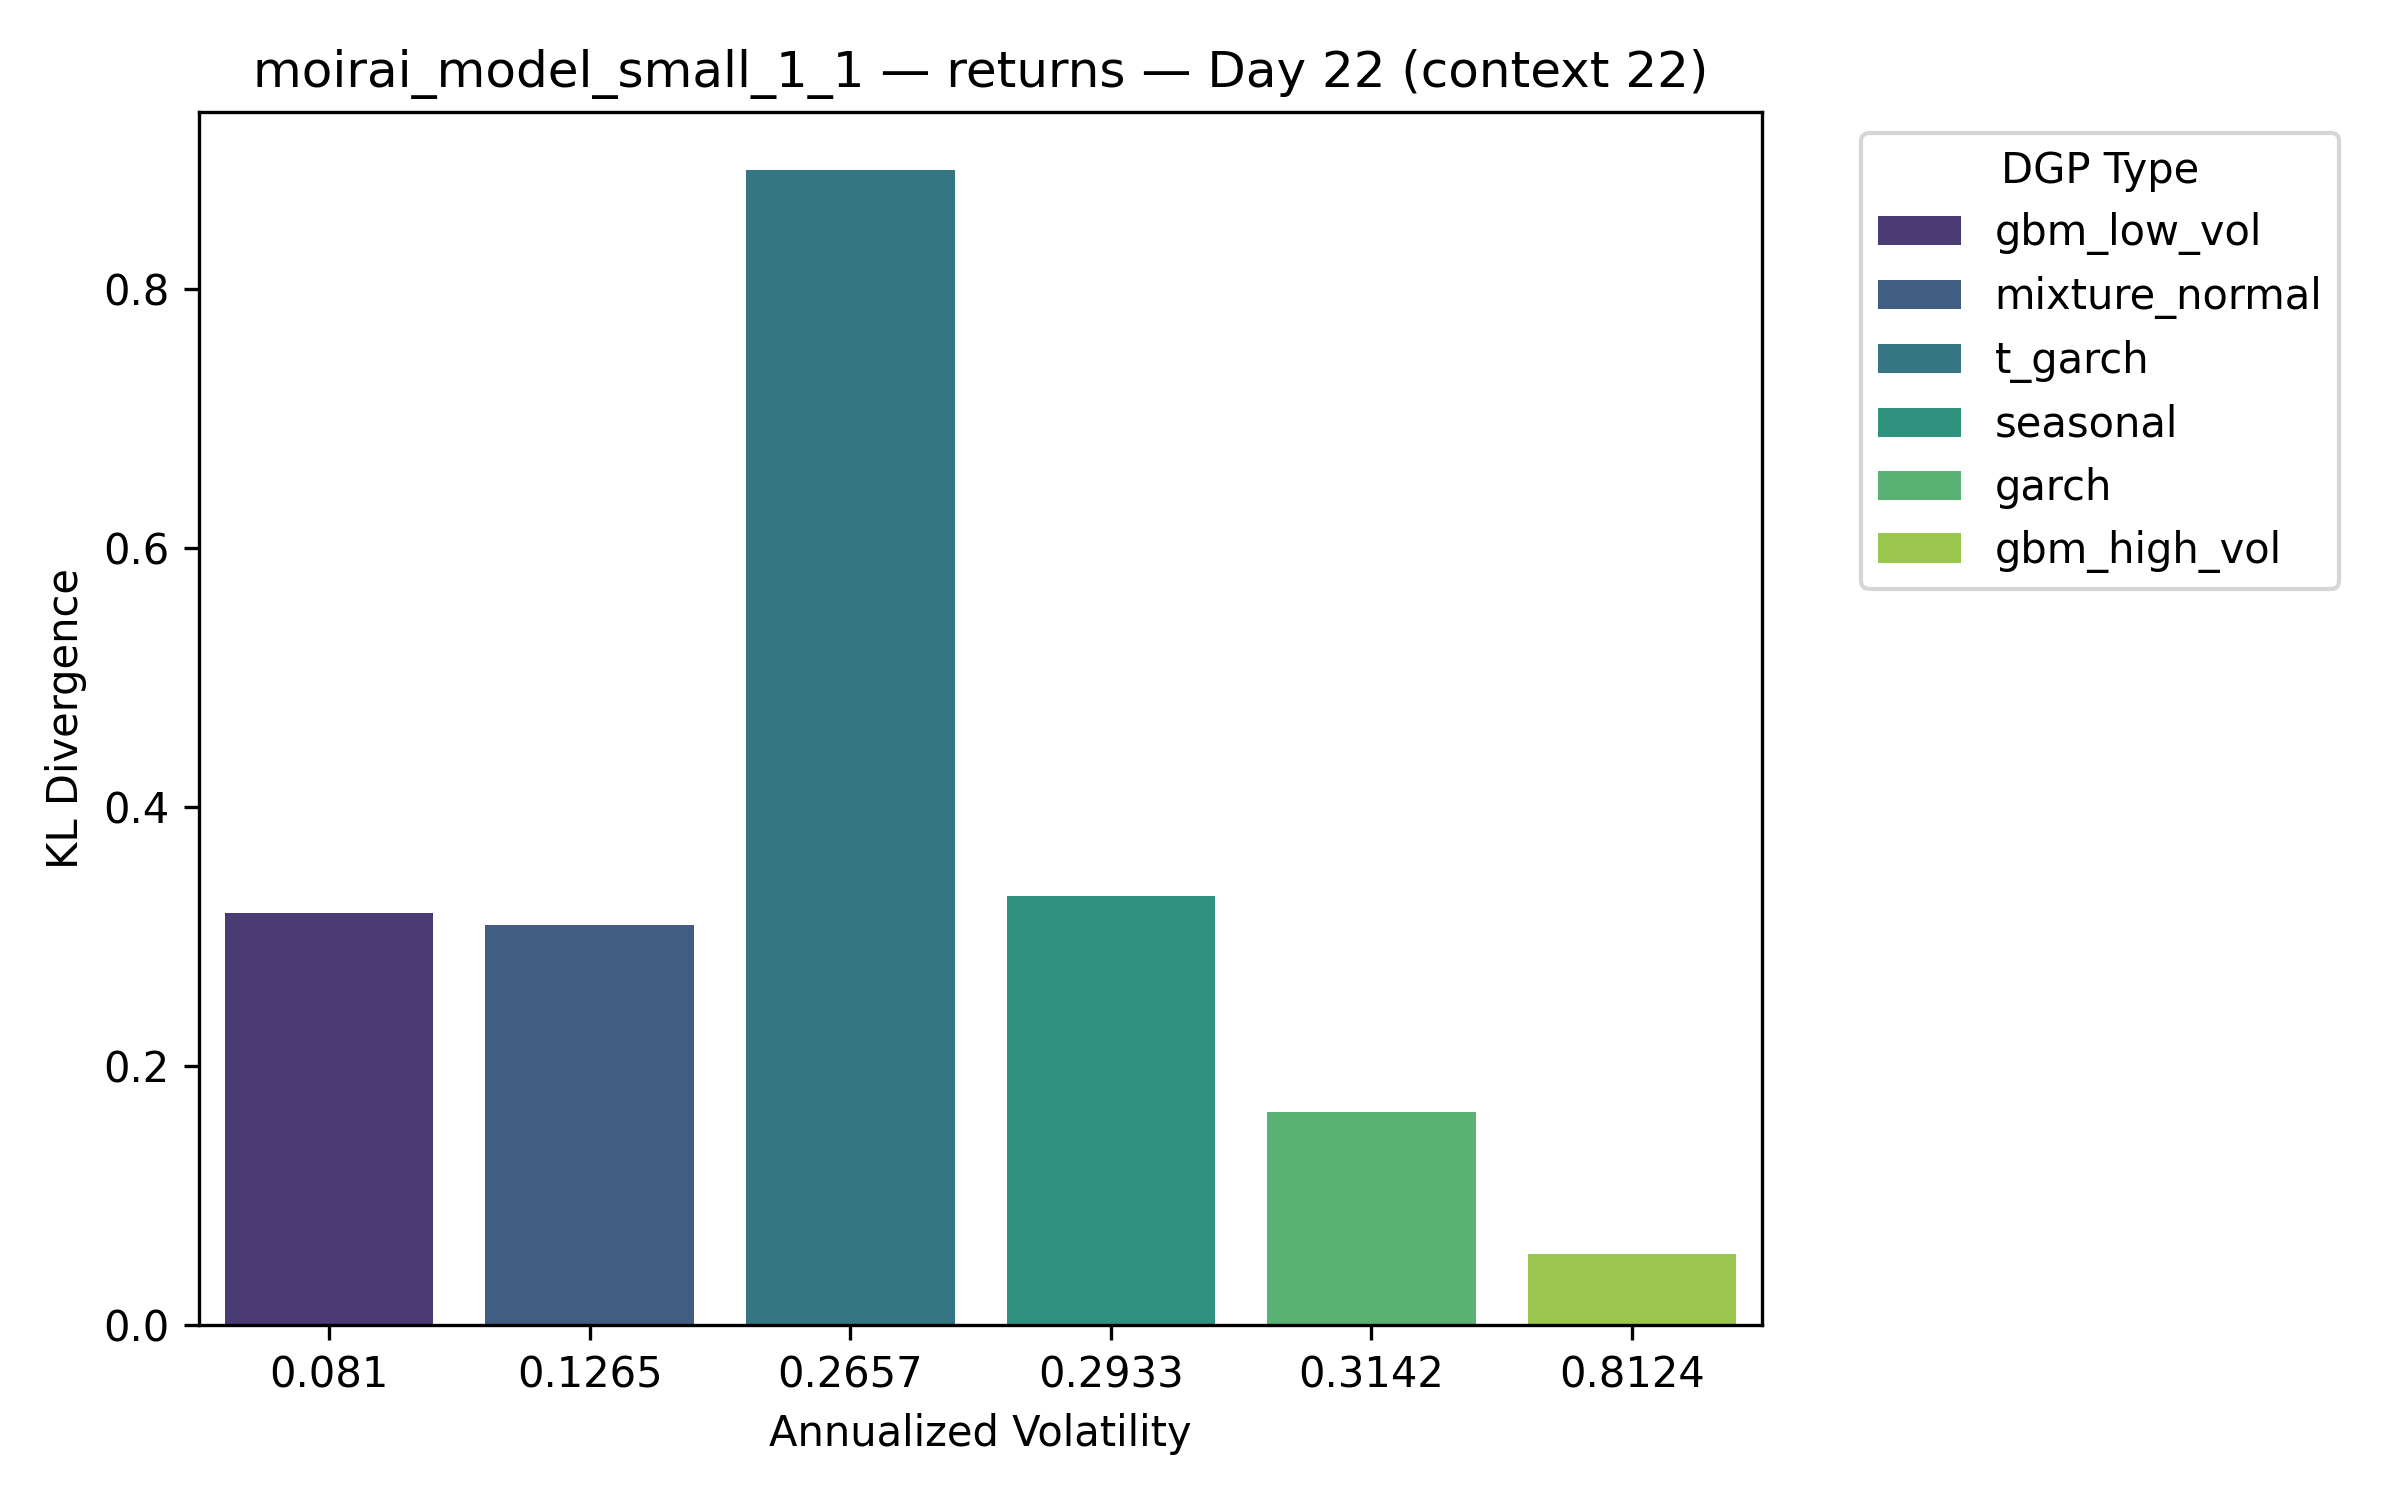 moirai_model_small_1_1 — returns — Day 22 (context 22)
DGP Type
gbm_low_vol
mixture_normal
t_garch
seasonal
garch
gbm_high_vol
KL Divergence
0.8
0.6
0.4
0.2
0.0
0.081 0.1265 0.2657 0.2933 0.3142 0.8124
Annualized Volatility